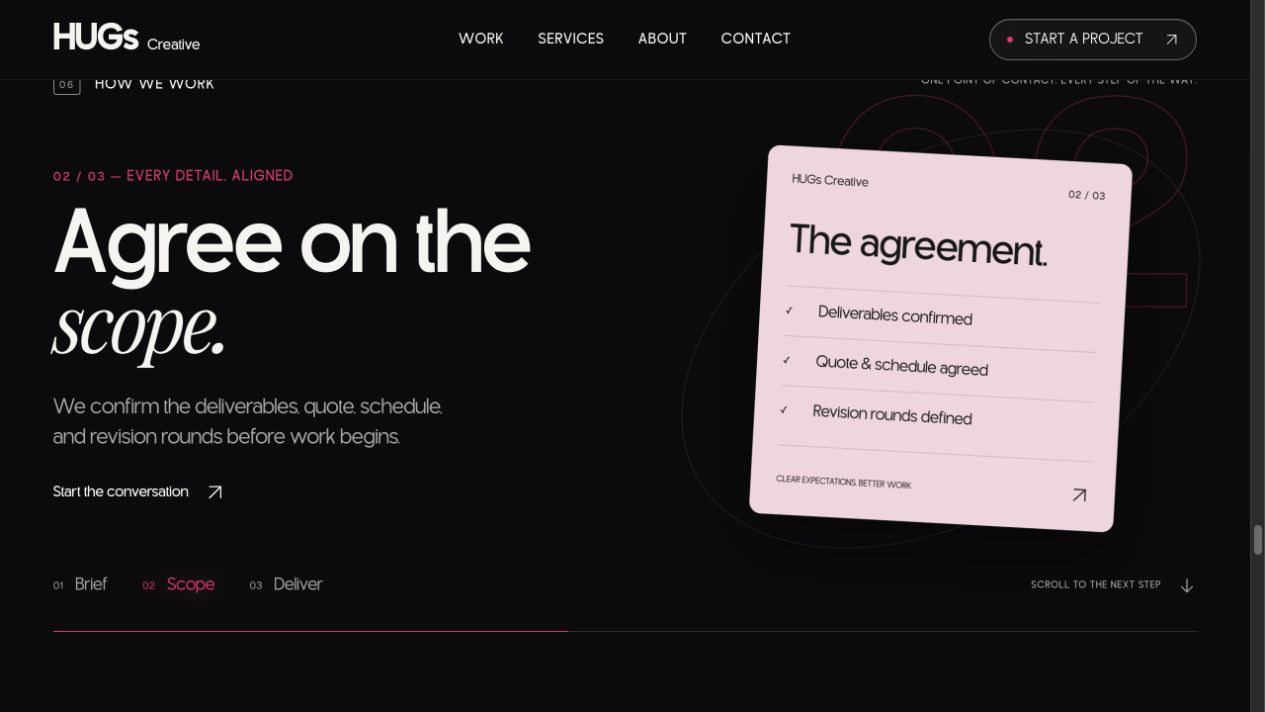 HUGs Creative
WORK SERVICES ABOUT CONTACT
START A PROJECT
06 HOW WE WORK
ONE POINT OF CONTACT. EVERY STEP OF THE WAY.
02 / 03 — EVERY DETAIL. ALIGNED
Agree on the
scope.
We confirm the deliverables, quote, schedule,
and revision rounds before work begins.
Start the conversation
HUGs Creative
02 / 03
The agreement.
✓ Deliverables confirmed
✓ Quote & schedule agreed
✓ Revision rounds defined
CLEAR EXPECTATIONS. BETTER WORK.
01 Brief 02 Scope 03 Deliver
SCROLL TO THE NEXT STEP